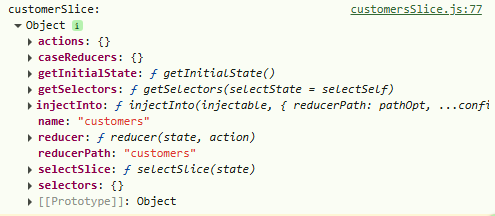 customerSlice:
customersSlice.js:77
▼ Object i
▶ actions: {}
▶ caseReducers: {}
▶ getInitialState: ƒ getInitialState()
▶ getSelectors: ƒ getSelectors(selectState = selectSelf)
▶ injectInto: ƒ injectInto(injectable, { reducerPath: pathOpt, ...confi
name: "customers"
▶ reducer: ƒ reducer(state, action)
reducerPath: "customers"
▶ selectSlice: ƒ selectSlice(state)
▶ selectors: {}
▶ [[Prototype]]: Object